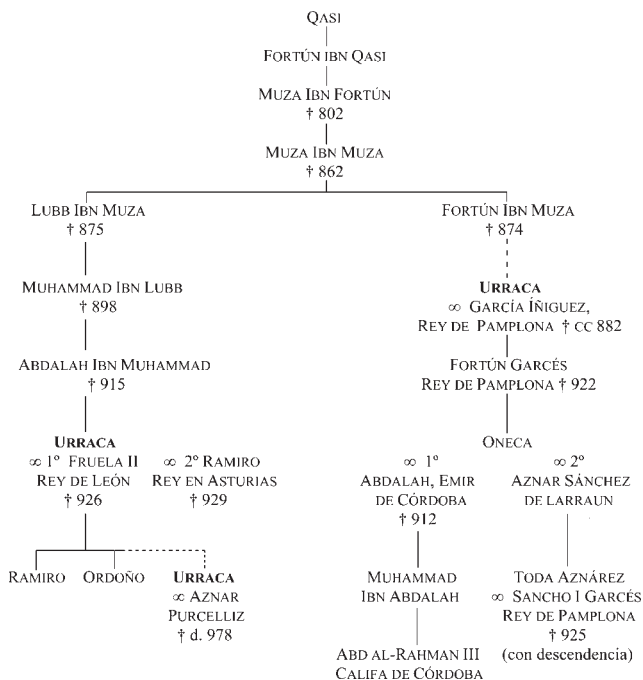 QASI
FORTÚN IBN QASI
MUZA IBN FORTÚN
† 802
MUZA IBN MUZA
† 862
LUBB IBN MUZA
† 875
MUHAMMAD IBN LUBB
† 898
ABDALAH IBN MUHAMMAD
† 915
URRACA
∞ 1º FRUELA II
REY DE LEÓN
† 926
∞ 2º RAMIRO
REY EN ASTURIAS
† 929
RAMIRO
ORDOÑO
URRACA
∞ AZNAR
PURCELLIZ
† d. 978
FORTÚN IBN MUZA
† 874
URRACA
∞ GARCÍA ÍÑIGUEZ,
REY DE PAMPLONA † CC 882
FORTÚN GARCÉS
REY DE PAMPLONA † 922
ONECA
∞ 1º
ABDALAH, EMIR
DE CÓRDOBA
† 912
MUHAMMAD
IBN ABDALAH
ABD AL-RAHMAN III
CALIFA DE CÓRDOBA
∞ 2º
AZNAR SÁNCHEZ
DE LARRAUN
TODA AZNÁREZ
∞ SANCHO I GARCÉS
REY DE PAMPLONA
† 925
(con descendencia)